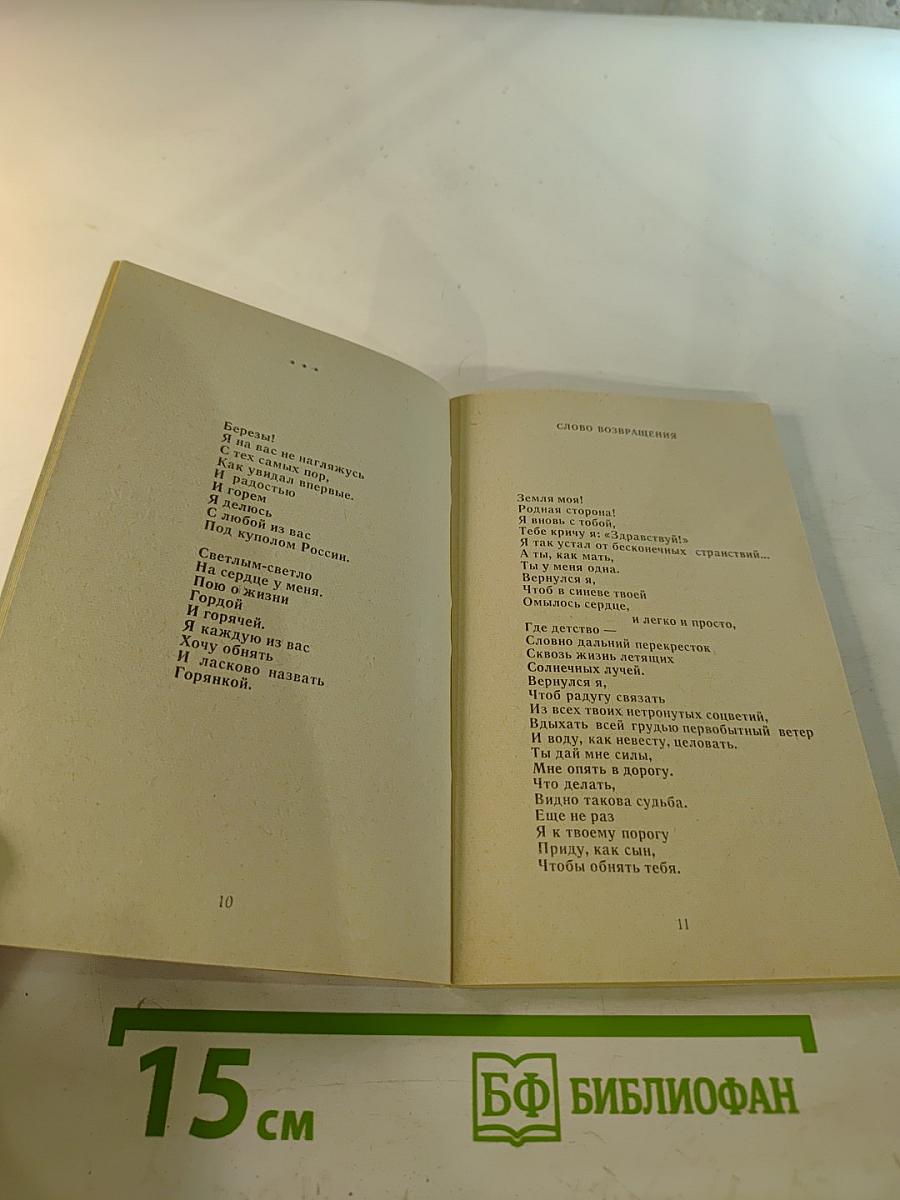 * * *
Березы!
Я на вас не нагляжусь
С тех самых пор,
Как увидал впервые.
И радостью
И горем
Я делюсь
С любой из вас
Под куполом России.
Светлым-светло
На сердце у меня.
Пою о жизни
Гордой
И горячей.
Я каждую из вас
Хочу обнять
И ласково назвать
Горянкой.
10
СЛОВО ВОЗВРАЩЕНИЯ
Земля моя!
Родная сторона!
Я вновь с тобой,
Тебе кричу я: «Здравствуй!»
Я так устал от бесконечных странствий...
А ты, как мать,
Ты у меня одна.
Вернулся я,
Чтоб в синеве твоей
Омылось сердце,
и легко и просто,
Где детство —
Словно дальний перекресток
Сквозь жизнь летящих
Солнечных лучей.
Вернулся я,
Чтоб радугу связать
Из всех твоих нетронутых соцветий,
Вдыхать всей грудью первобытный ветер
И воду, как невесту, целовать.
Ты дай мне силы,
Мне опять в дорогу.
Что делать,
Видно такова судьба.
Еще не раз
Я к твоему порогу
Приду, как сын,
Чтобы обнять тебя.
11
15 см
БФ БИБЛИОФАН